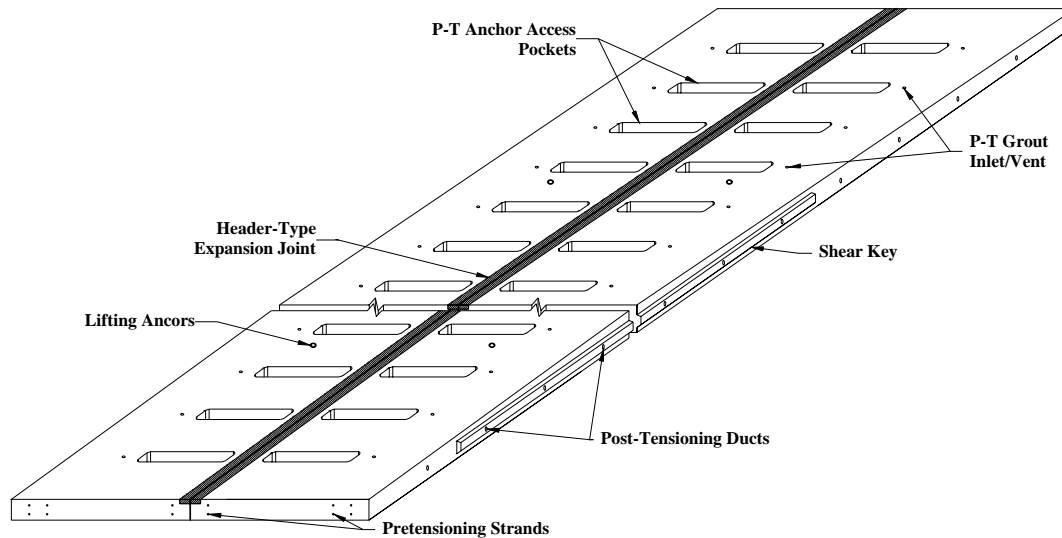 P-T Anchor Access
Pockets
P-T Grout
Inlet/Vent
Header-Type
Expansion Joint
Shear Key
Lifting Ancors
Post-Tensioning Ducts
Pretensioning Strands